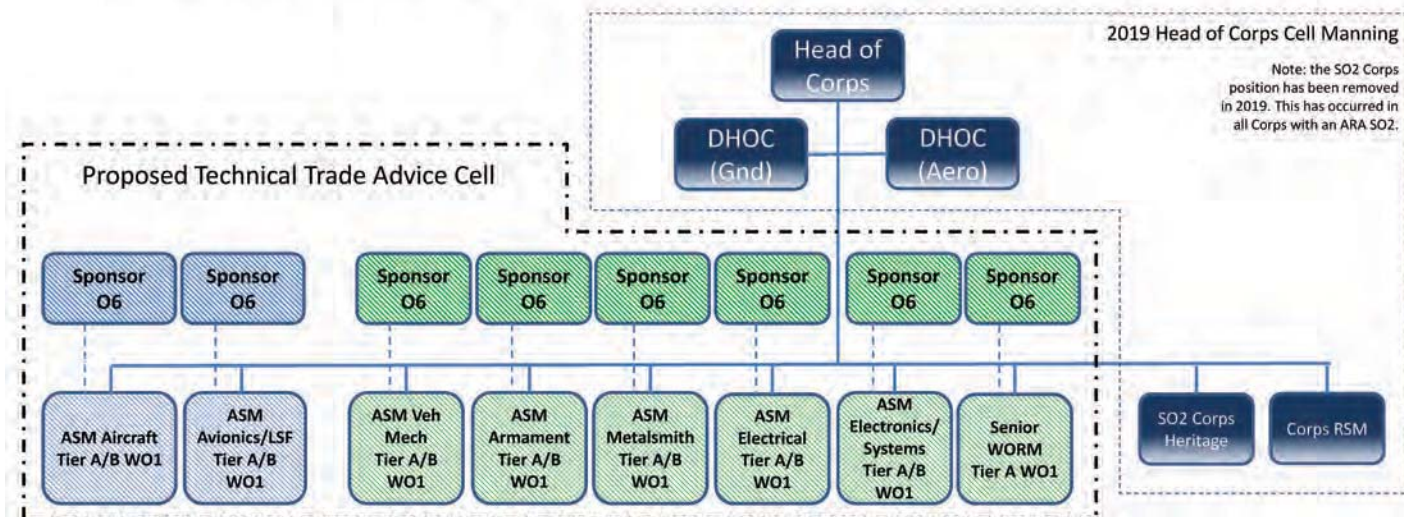 2019 Head of Corps Cell Manning
Note: the SO2 Corps
position has been removed
in 2019. This has occurred in
all Corps with an ARA SO2.
Head of
Corps
DHOC
(Gnd)
DHOC
(Aero)
Proposed Technical Trade Advice Cell
Sponsor
O6
Sponsor
O6
Sponsor
O6
Sponsor
O6
Sponsor
O6
Sponsor
O6
Sponsor
O6
Sponsor
O6
ASM Aircraft
Tier A/B WO1
ASM
Avionics/LSF
Tier A/B
WO1
ASM Veh
Mech
Tier A/B
WO1
ASM
Armament
Tier A/B
WO1
ASM
Metalsmith
Tier A/B
WO1
ASM
Electrical
Tier A/B
WO1
ASM
Electronics/
Systems
Tier A/B
WO1
Senior
WORM
Tier A WO1
SO2 Corps
Heritage
Corps RSM